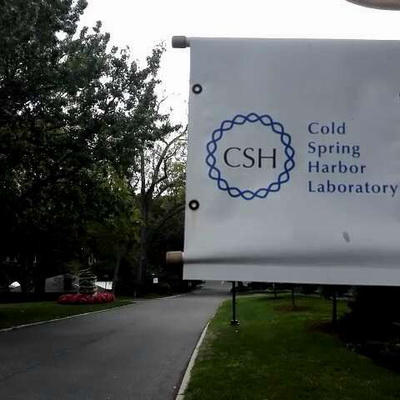 CSH
Cold
Spring
Harbor
Laboratory